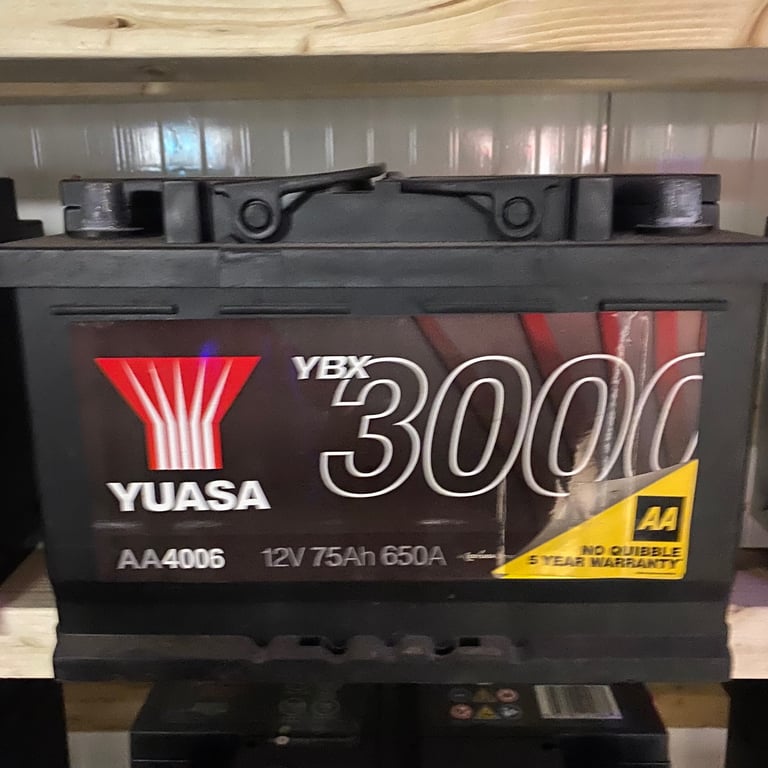 YBX
3000
YUASA
AA
NO QUIBBLE
5 YEAR WARRANTY
AA4006 12V 75Ah 650A